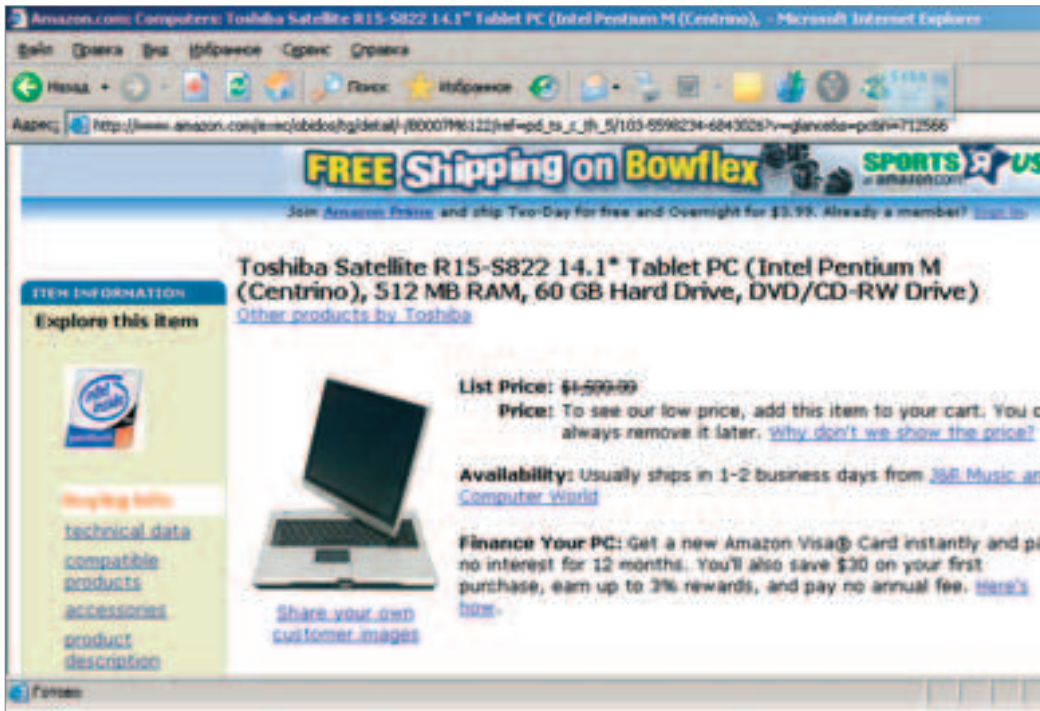 Amazon.com: Computers: Toshiba Satellite R15-S822 14.1" Tablet PC (Intel Pentium M (Centrino), - Microsoft Internet Explorer
Файл Правка Вид Избранное Сервис Справка
Назад Поиск Избранное
Адрес:
FREE Shipping on Bowflex SPORTS R US
at amazon.com
Join Amazon Prime and ship Two-Day for free and Overnight for $3.99. Already a member? Sign in.
Toshiba Satellite R15-S822 14.1" Tablet PC (Intel Pentium M
(Centrino), 512 MB RAM, 60 GB Hard Drive, DVD/CD-RW Drive)
Other products by Toshiba
ITEM INFORMATION
Explore this item
intel inside
pentium
List Price: $1,599.99
Price: To see our low price, add this item to your cart. You c
always remove it later. Why don't we show the price?
Availability: Usually ships in 1-2 business days from J&R Music an
Computer World
buying info
technical data
compatible
products
accessories
product
description
Finance Your PC: Get a new Amazon Visa® Card instantly and pa
no interest for 12 months. You'll also save $30 on your first
purchase, earn up to 3% rewards, and pay no annual fee. Here's
how.
Share your own
customer images
Готово